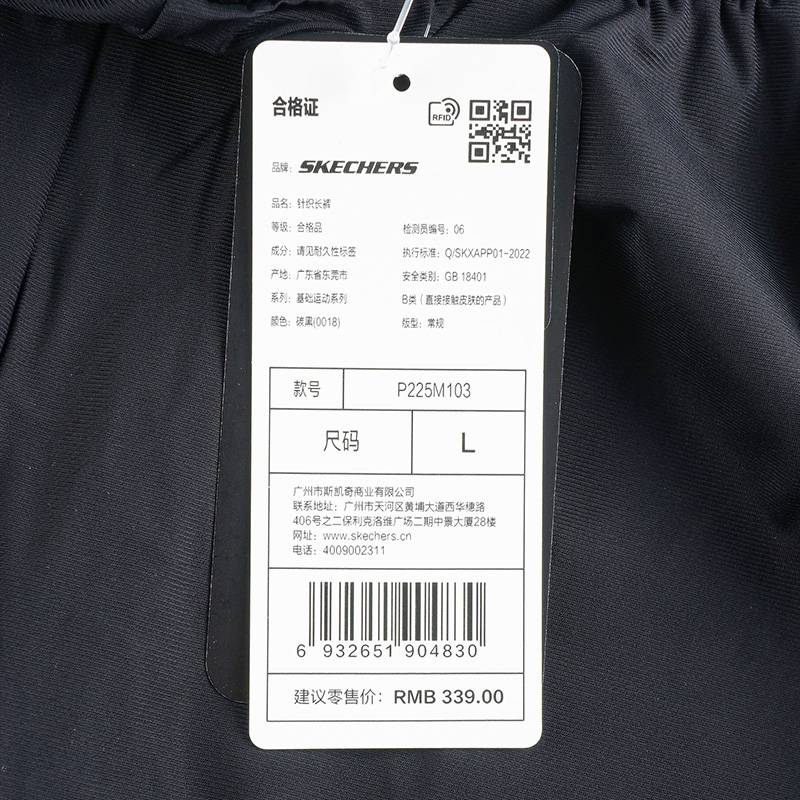 合格证
RFID
品牌: SKECHERS
品名: 针织长裤
等级: 合格品 检测员编号: 06
成分: 请见耐久性标签 执行标准: Q/SKXAPP01-2022
产地: 广东省东莞市 安全类别: GB 18401
系列: 基础运动系列 B类（直接接触皮肤的产品）
颜色: 碳黑(0018) 版型: 常规
款号 P225M103
尺码 L
广州市斯凯奇商业有限公司
联系地址: 广州市天河区黄埔大道西华穗路
406号之二保利克洛维广场二期中景大厦28楼
网址: www.skechers.cn
电话: 4009002311
6 932651 904830
建议零售价: RMB 339.00